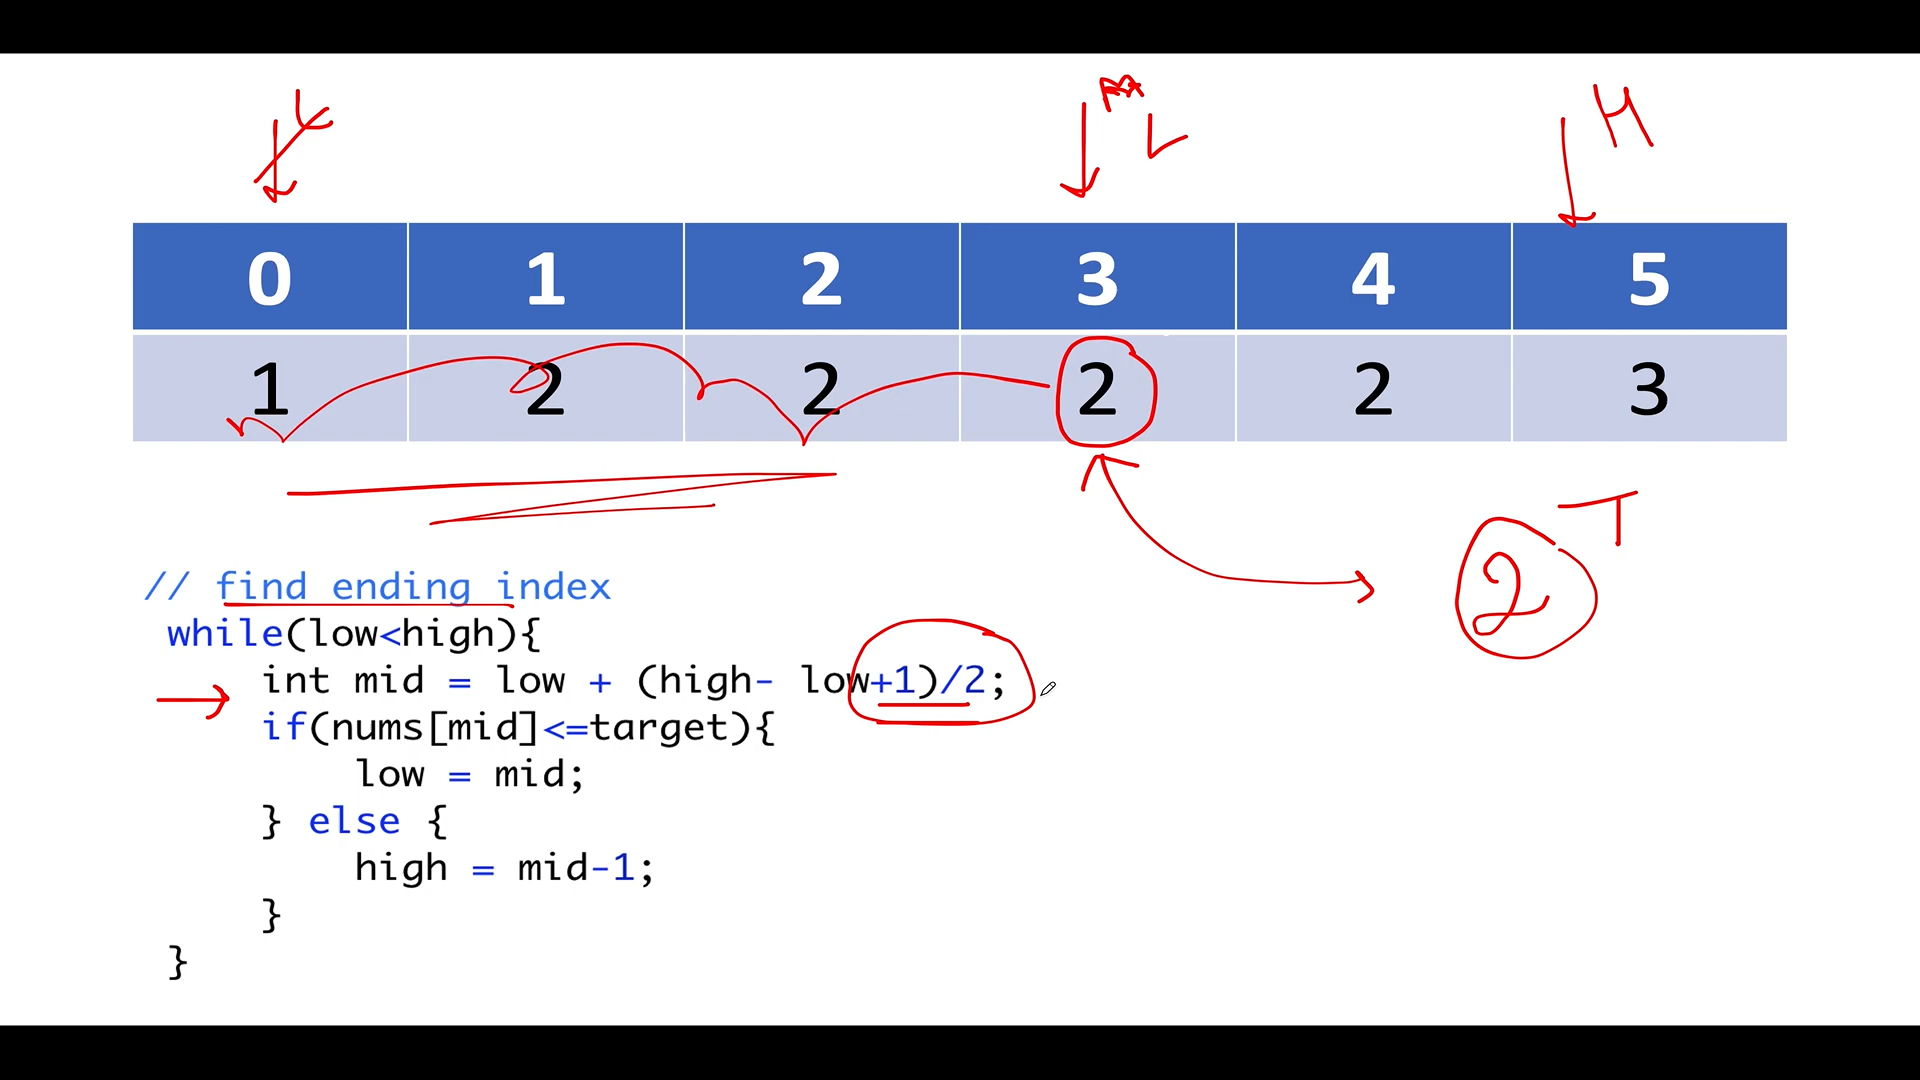 L M L H
0 1 2 3 4 5
1 2 2 2 2 3
T
2
// find ending index
while(low<high){
int mid = low + (high- low+1)/2;
if(nums[mid]<=target){
low = mid;
} else {
high = mid-1;
}
}